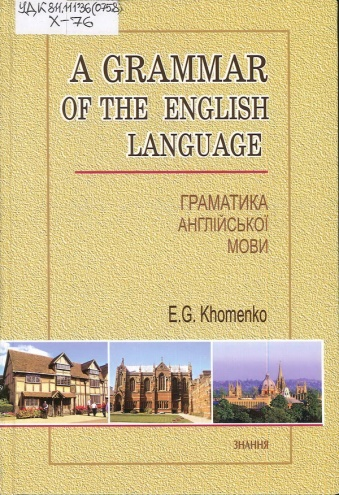 УДК 811.111'36(075.8)
Х-76
A GRAMMAR
OF THE ENGLISH
LANGUAGE
ГРАМАТИКА
АНГЛІЙСЬКОЇ
МОВИ
E.G. Khomenko
ЗНАННЯ